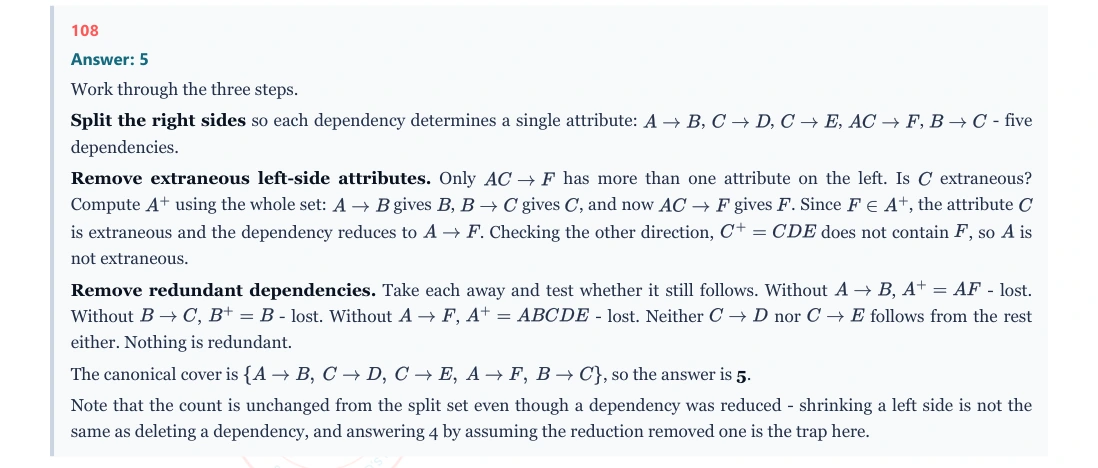 108
Answer: 5
Work through the three steps.
Split the right sides so each dependency determines a single attribute: A → B, C → D, C → E, AC → F, B → C - five
dependencies.
Remove extraneous left-side attributes. Only AC → F has more than one attribute on the left. Is C extraneous?
Compute A⁺ using the whole set: A → B gives B, B → C gives C, and now AC → F gives F. Since F ∈ A⁺, the attribute C
is extraneous and the dependency reduces to A → F. Checking the other direction, C⁺ = CDE does not contain F, so A is
not extraneous.
Remove redundant dependencies. Take each away and test whether it still follows. Without A → B, A⁺ = AF - lost.
Without B → C, B⁺ = B - lost. Without A → F, A⁺ = ABCDE - lost. Neither C → D nor C → E follows from the rest
either. Nothing is redundant.
The canonical cover is {A → B, C → D, C → E, A → F, B → C}, so the answer is 5.
Note that the count is unchanged from the split set even though a dependency was reduced - shrinking a left side is not the
same as deleting a dependency, and answering 4 by assuming the reduction removed one is the trap here.